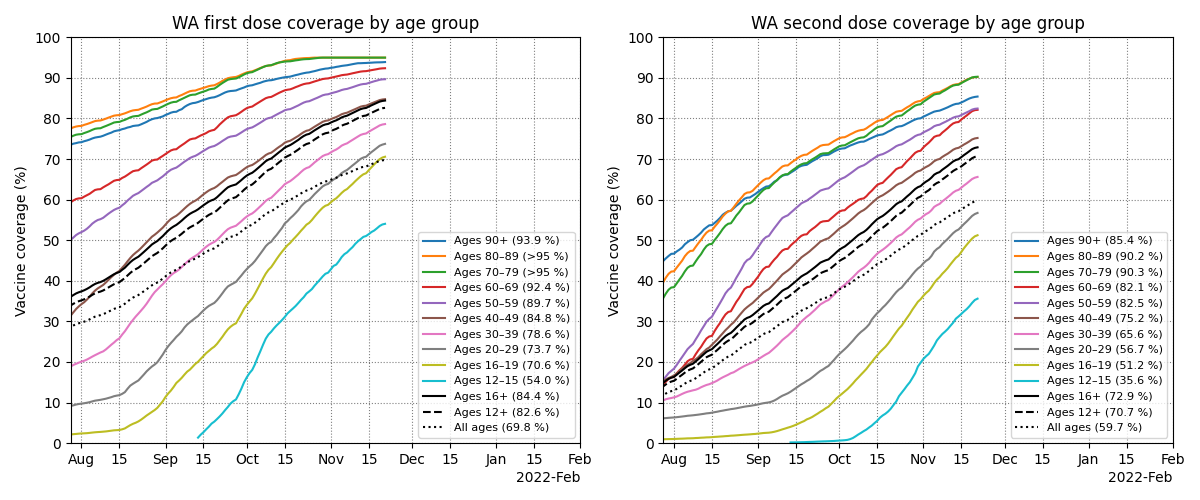 WA first dose coverage by age group
Vaccine coverage (%)
100
90
80
70
60
50
40
30
20
10
0
Aug 15 Sep 15 Oct 15 Nov 15 Dec 15 Jan 15 Feb
2022-Feb
Ages 90+ (93.9 %)
Ages 80–89 (>95 %)
Ages 70–79 (>95 %)
Ages 60–69 (92.4 %)
Ages 50–59 (89.7 %)
Ages 40–49 (84.8 %)
Ages 30–39 (78.6 %)
Ages 20–29 (73.7 %)
Ages 16–19 (70.6 %)
Ages 12–15 (54.0 %)
Ages 16+ (84.4 %)
Ages 12+ (82.6 %)
All ages (69.8 %)
WA second dose coverage by age group
Vaccine coverage (%)
100
90
80
70
60
50
40
30
20
10
0
Aug 15 Sep 15 Oct 15 Nov 15 Dec 15 Jan 15 Feb
2022-Feb
Ages 90+ (85.4 %)
Ages 80–89 (90.2 %)
Ages 70–79 (90.3 %)
Ages 60–69 (82.1 %)
Ages 50–59 (82.5 %)
Ages 40–49 (75.2 %)
Ages 30–39 (65.6 %)
Ages 20–29 (56.7 %)
Ages 16–19 (51.2 %)
Ages 12–15 (35.6 %)
Ages 16+ (72.9 %)
Ages 12+ (70.7 %)
All ages (59.7 %)